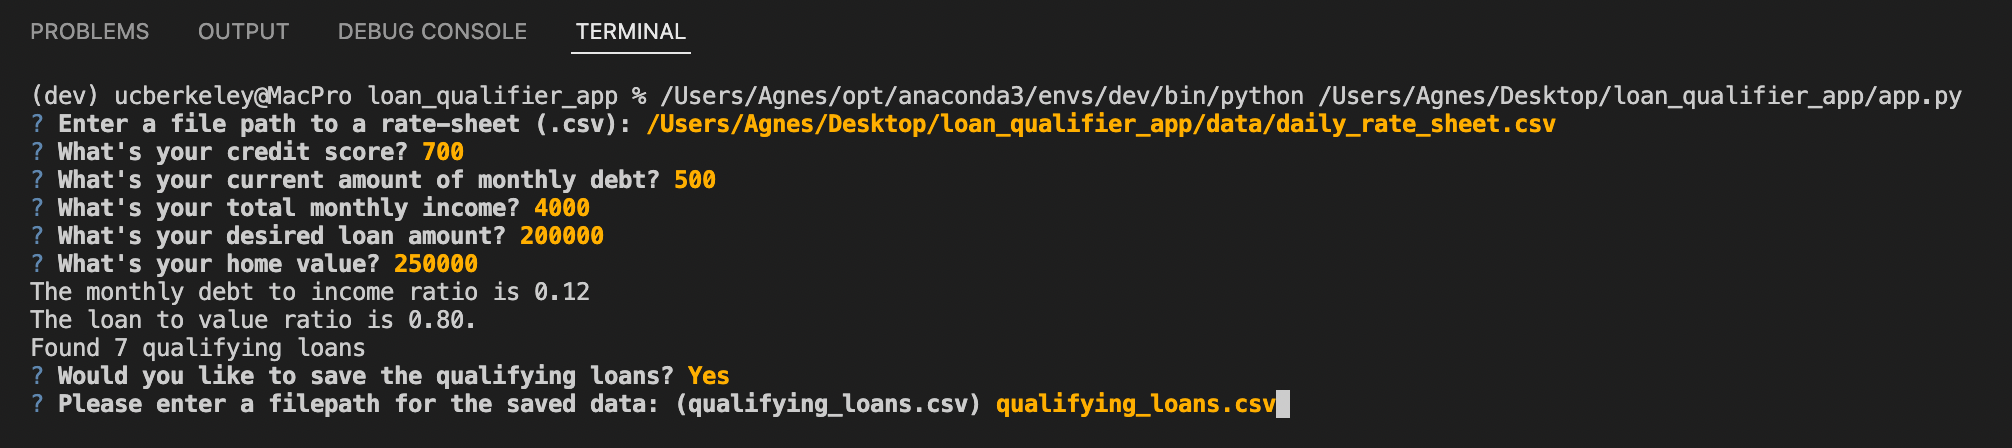 PROBLEMS OUTPUT DEBUG CONSOLE TERMINAL
(dev) ucberkeley@MacPro loan_qualifier_app % /Users/Agnes/opt/anaconda3/envs/dev/bin/python /Users/Agnes/Desktop/loan_qualifier_app/app.py
? Enter a file path to a rate-sheet (.csv): /Users/Agnes/Desktop/loan_qualifier_app/data/daily_rate_sheet.csv
? What's your credit score? 700
? What's your current amount of monthly debt? 500
? What's your total monthly income? 4000
? What's your desired loan amount? 200000
? What's your home value? 250000
The monthly debt to income ratio is 0.12
The loan to value ratio is 0.80.
Found 7 qualifying loans
? Would you like to save the qualifying loans? Yes
? Please enter a filepath for the saved data: (qualifying_loans.csv) qualifying_loans.csv